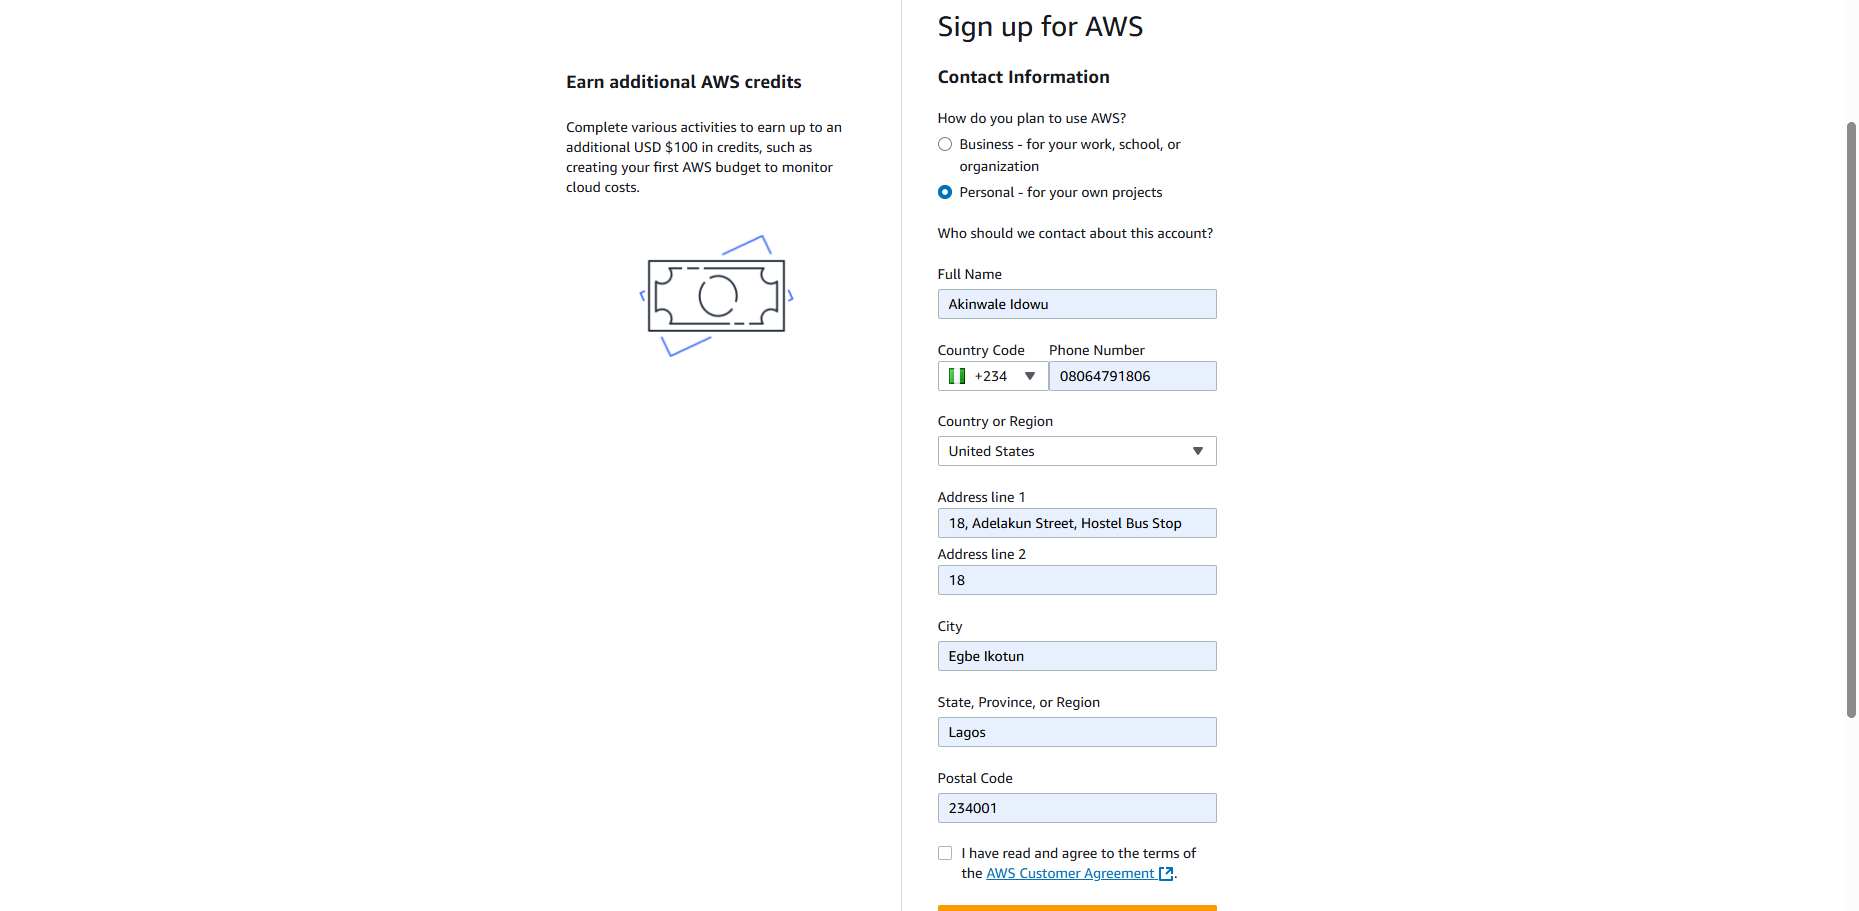 Earn additional AWS credits
Complete various activities to earn up to an
additional USD $100 in credits, such as
creating your first AWS budget to monitor
cloud costs.
Sign up for AWS
Contact Information
How do you plan to use AWS?
Business - for your work, school, or
organization
Personal - for your own projects
Who should we contact about this account?
Full Name
Akinwale Idowu
Country Code Phone Number
+234 08064791806
Country or Region
United States
Address line 1
18, Adelakun Street, Hostel Bus Stop
Address line 2
18
City
Egbe Ikotun
State, Province, or Region
Lagos
Postal Code
234001
I have read and agree to the terms of
the AWS Customer Agreement.